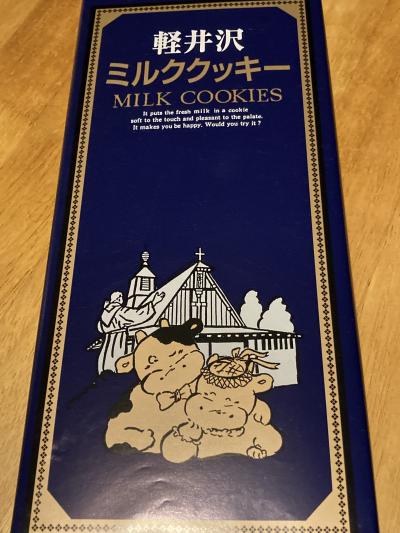 軽井沢
ミルククッキー
MILK COOKIES
It puts the fresh milk in a cookie
soft to the touch and pleasant to the palate.
It makes you be happy. Would you try it?